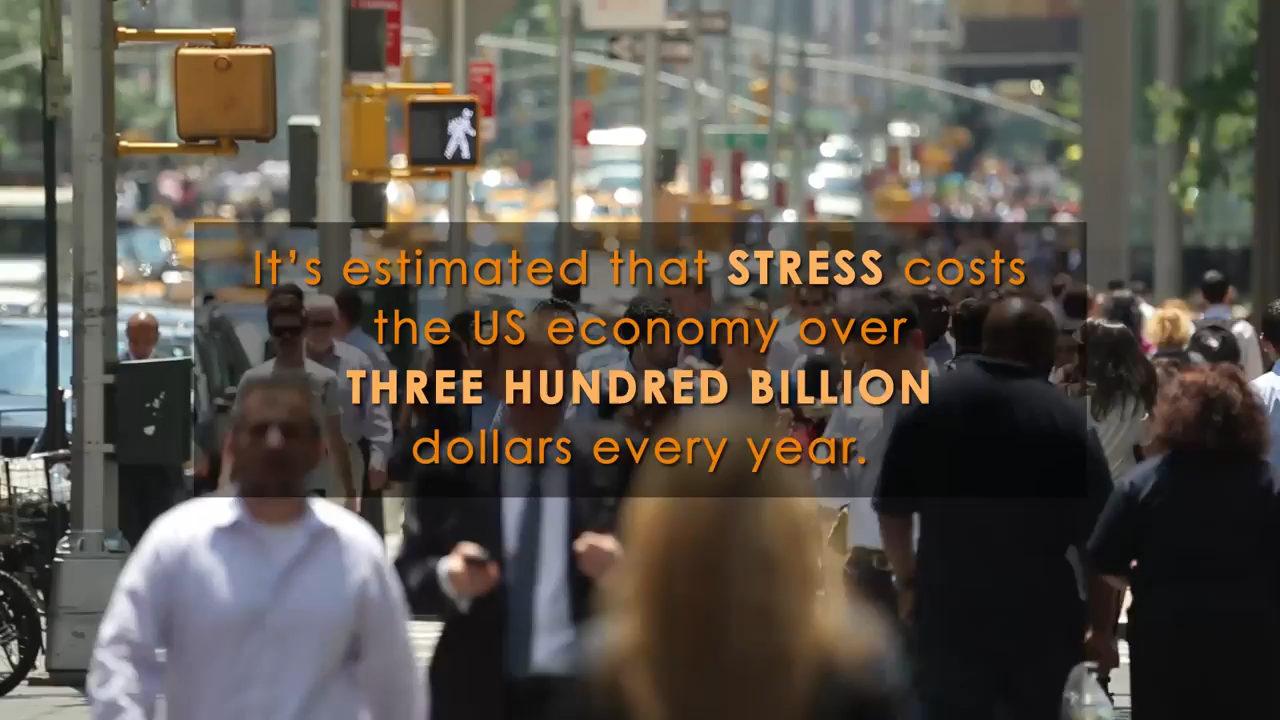 It’s estimated that STRESS costs
the US economy over
THREE HUNDRED BILLION
dollars every year.